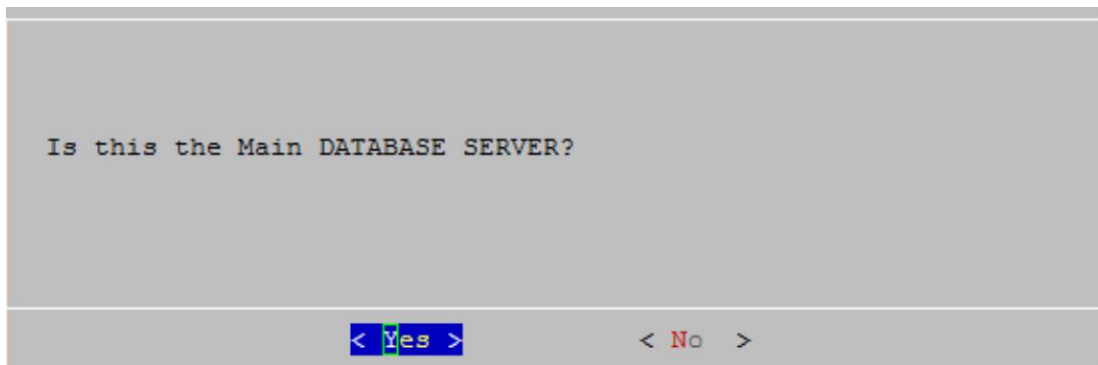 Is this the Main DATABASE SERVER?
< Yes > < No >